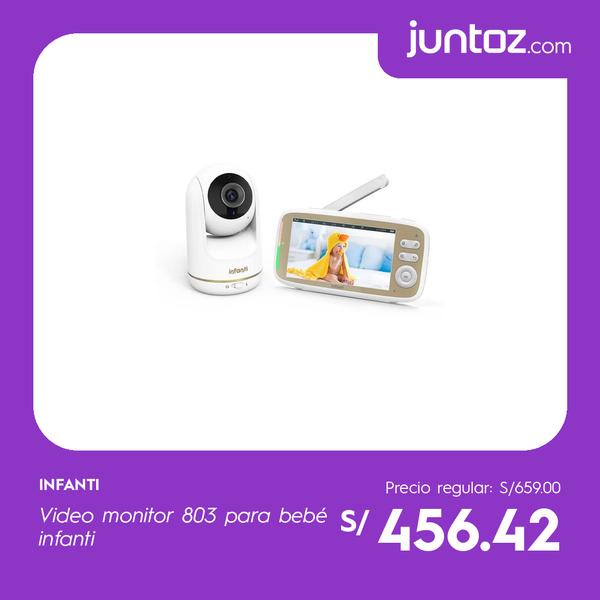 juntoz.com
infanti
INFANTI
Video monitor 803 para bebé
infanti
Precio regular: S/659.00
S/ 456.42